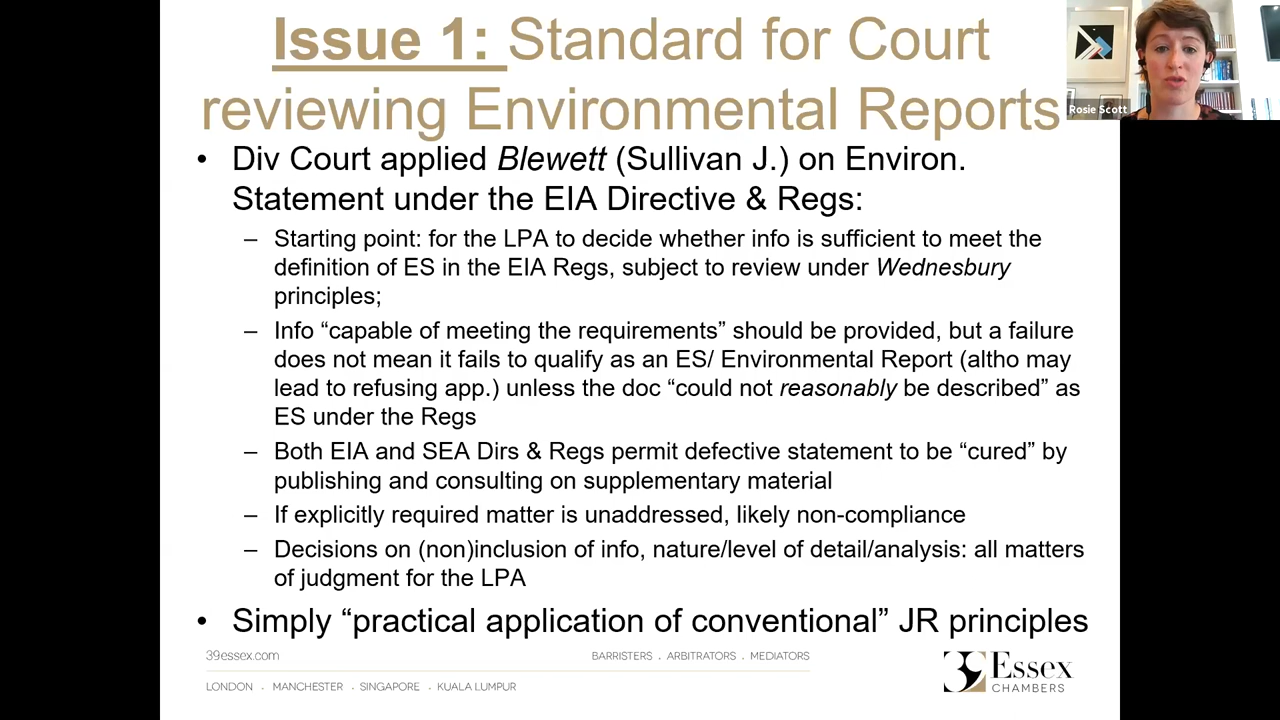 Issue 1: Standard for Court
reviewing Environmental Reports
Rosie Scott
• Div Court applied Blewett (Sullivan J.) on Environ.
Statement under the EIA Directive & Regs:
– Starting point: for the LPA to decide whether info is sufficient to meet the
definition of ES in the EIA Regs, subject to review under Wednesbury
principles;
– Info “capable of meeting the requirements” should be provided, but a failure
does not mean it fails to qualify as an ES/ Environmental Report (altho may
lead to refusing app.) unless the doc “could not reasonably be described” as
ES under the Regs
– Both EIA and SEA Dirs & Regs permit defective statement to be “cured” by
publishing and consulting on supplementary material
– If explicitly required matter is unaddressed, likely non-compliance
– Decisions on (non)inclusion of info, nature/level of detail/analysis: all matters
of judgment for the LPA
• Simply “practical application of conventional” JR principles
39essex.com
BARRISTERS . ARBITRATORS . MEDIATORS
LONDON . MANCHESTER . SINGAPORE . KUALA LUMPUR
39 Essex
CHAMBERS